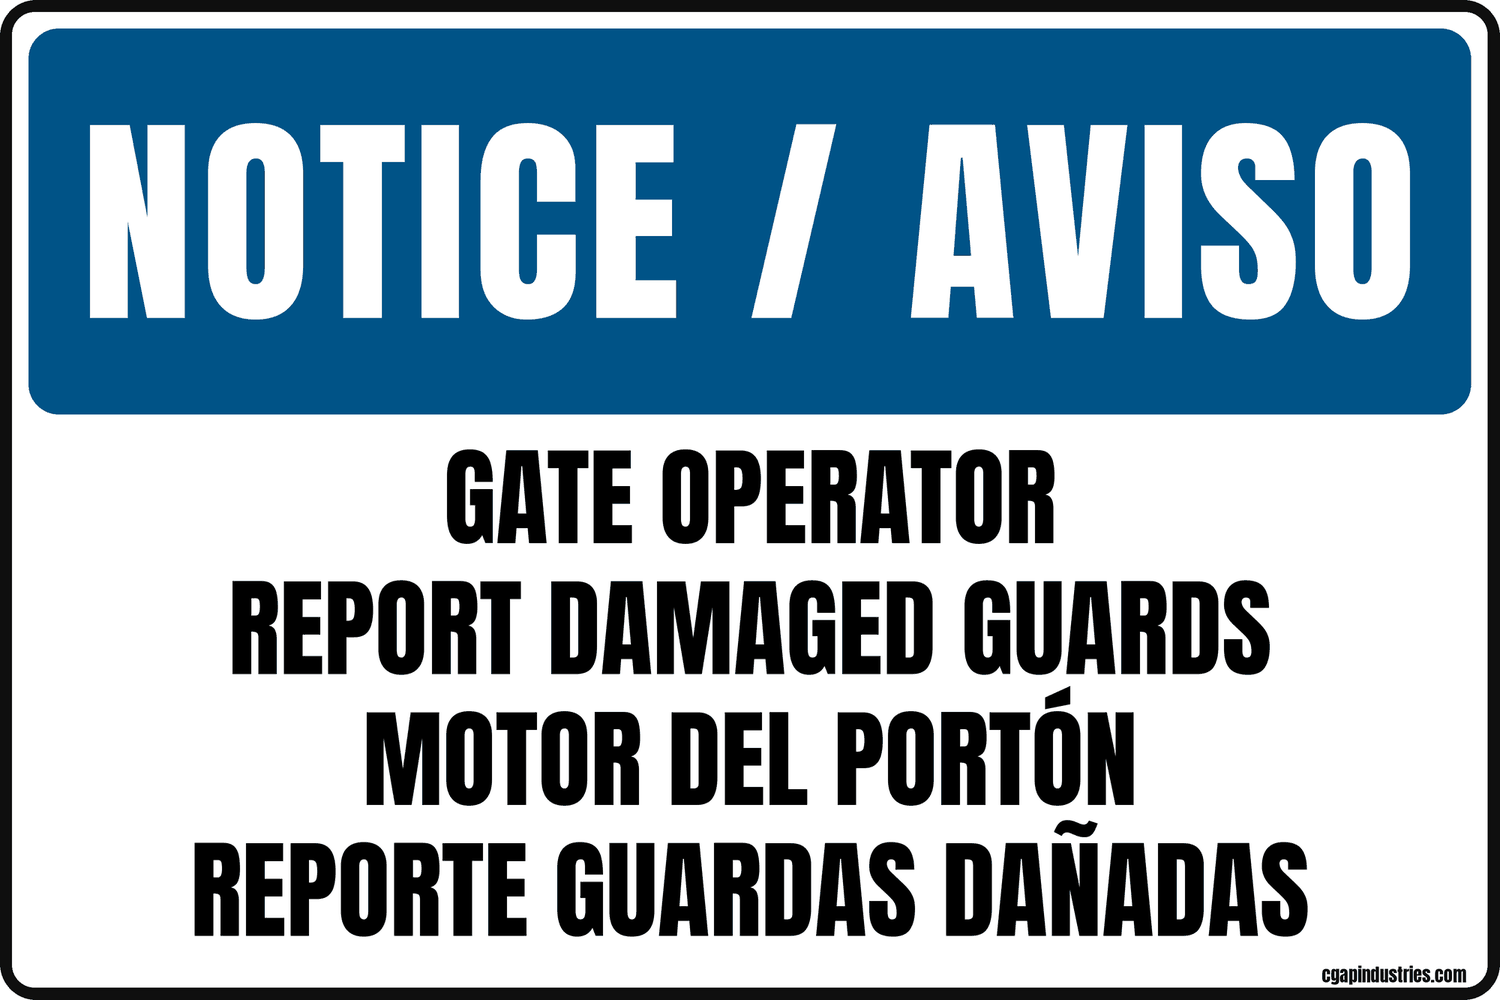 NOTICE / AVISO
GATE OPERATOR
REPORT DAMAGED GUARDS
MOTOR DEL PORTÓN
REPORTE GUARDAS DAÑADAS
cgapindustries.com